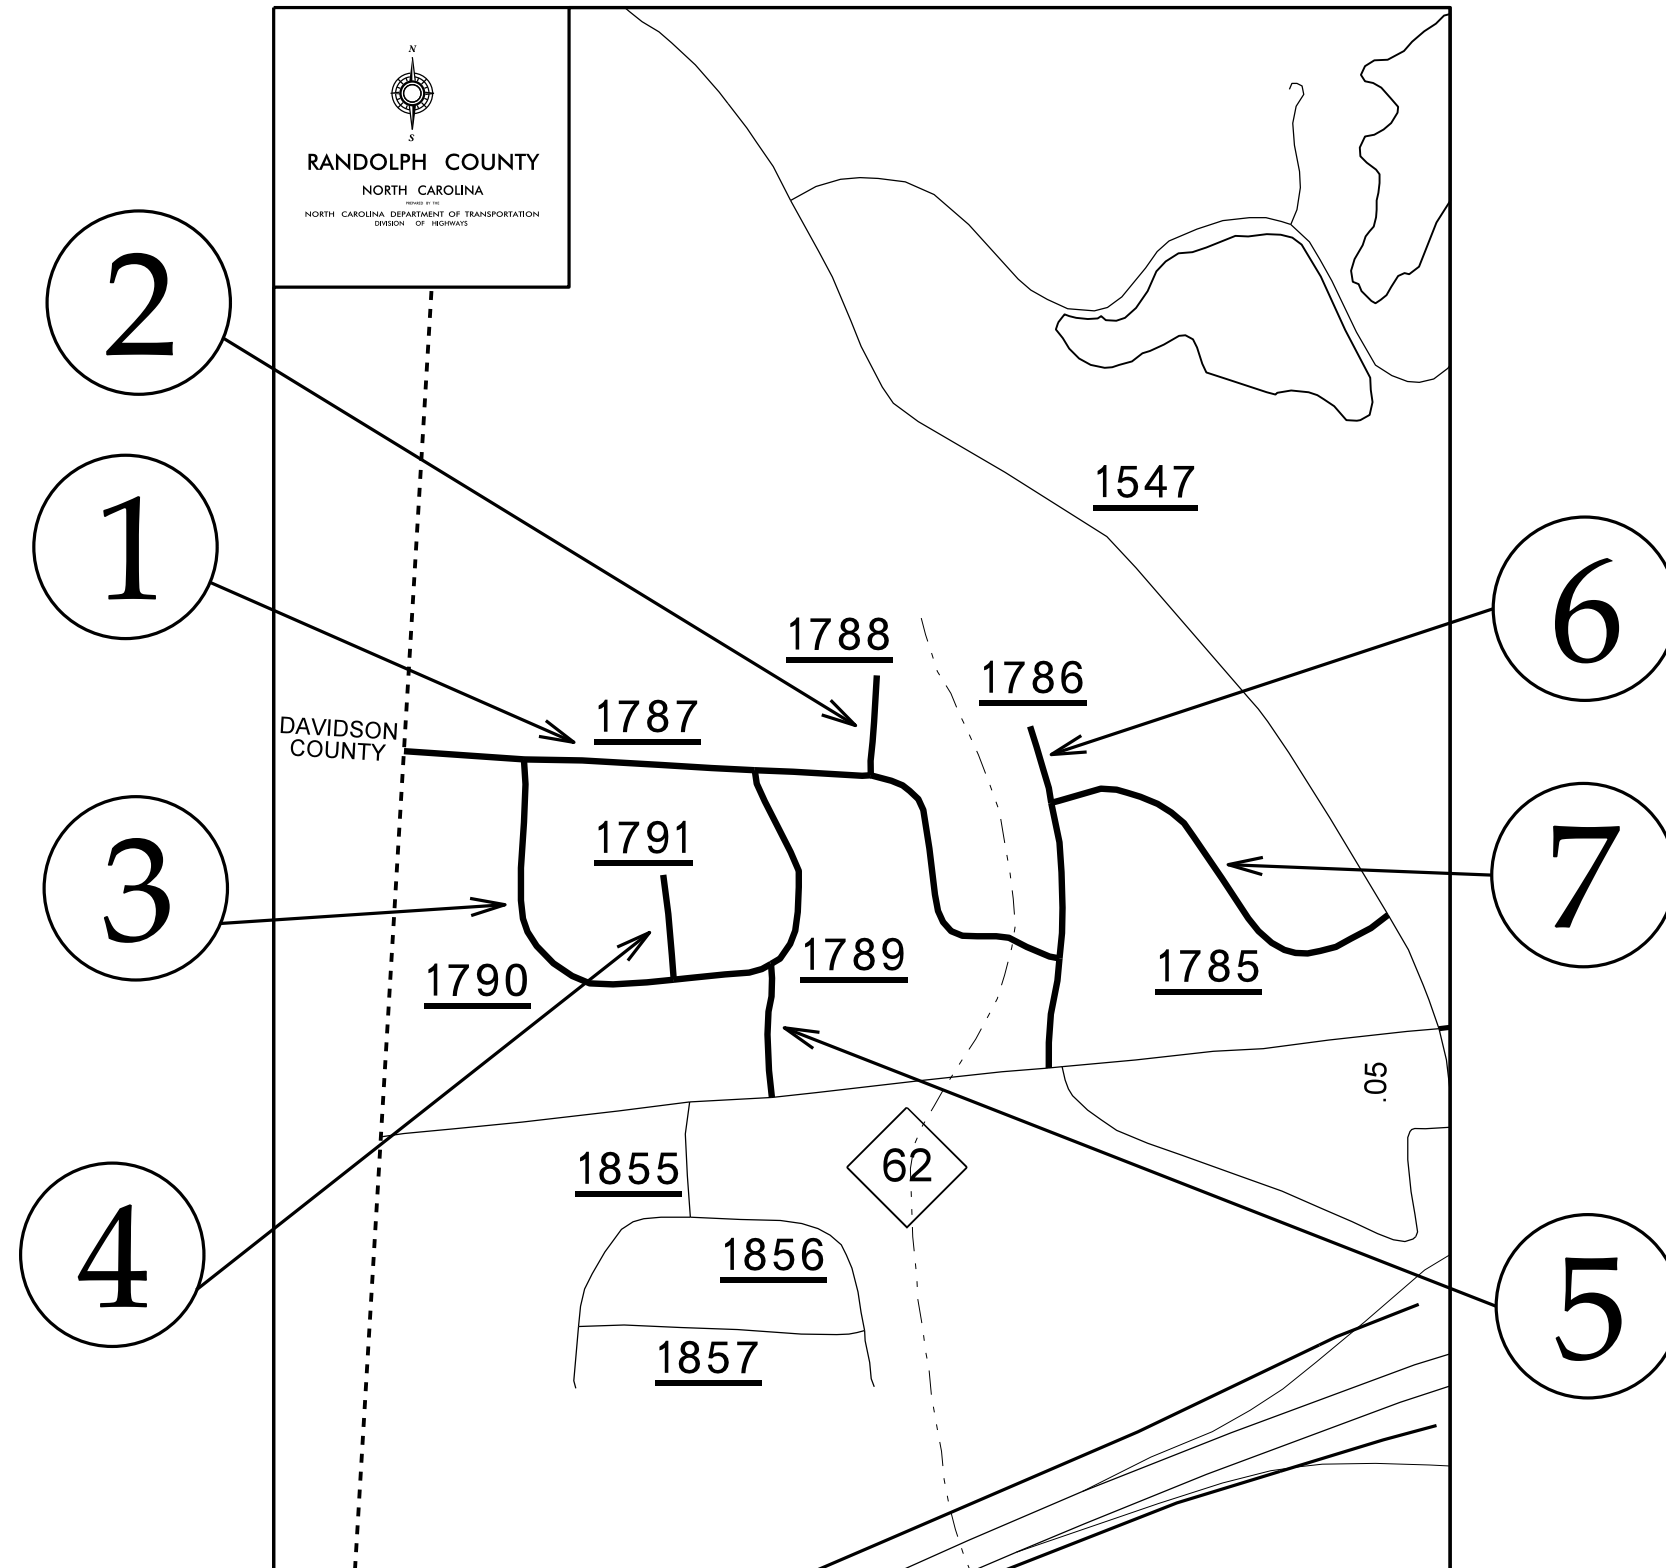 N
S
RANDOLPH COUNTY
NORTH CAROLINA
PREPARED BY THE
NORTH CAROLINA DEPARTMENT OF TRANSPORTATION
DIVISION OF HIGHWAYS
2
1
1547
6
1788
1786
1787
DAVIDSON
COUNTY
1791
7
3
1789
1785
1790
.05
62
1855
4
1856
5
1857